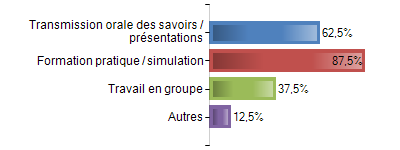 Transmission orale des savoirs /
présentations
62,5%
Formation pratique / simulation
87,5%
Travail en groupe
37,5%
Autres
12,5%